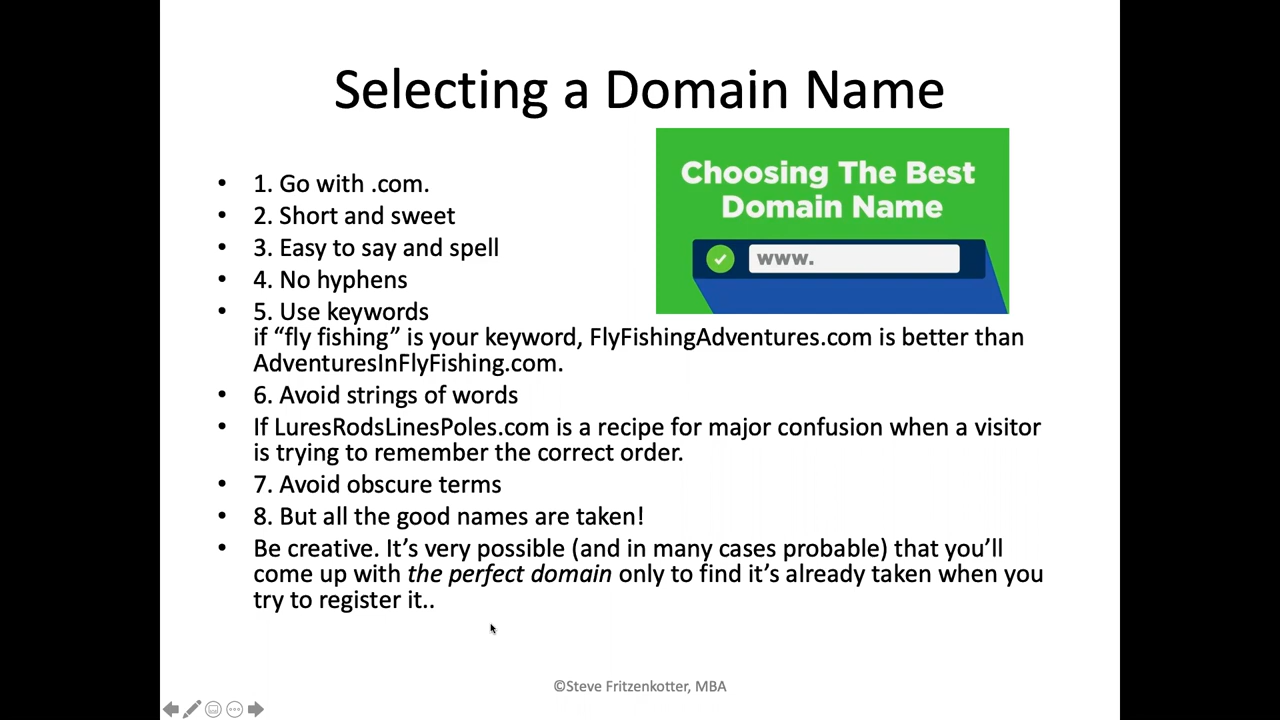 Selecting a Domain Name
Choosing The Best
Domain Name
www.
• 1. Go with .com.
• 2. Short and sweet
• 3. Easy to say and spell
• 4. No hyphens
• 5. Use keywords
if “fly fishing” is your keyword, FlyFishingAdventures.com is better than
AdventuresInFlyFishing.com.
• 6. Avoid strings of words
• If LuresRodsLinesPoles.com is a recipe for major confusion when a visitor
is trying to remember the correct order.
• 7. Avoid obscure terms
• 8. But all the good names are taken!
• Be creative. It’s very possible (and in many cases probable) that you’ll
come up with the perfect domain only to find it’s already taken when you
try to register it..
©Steve Fritzenkotter, MBA